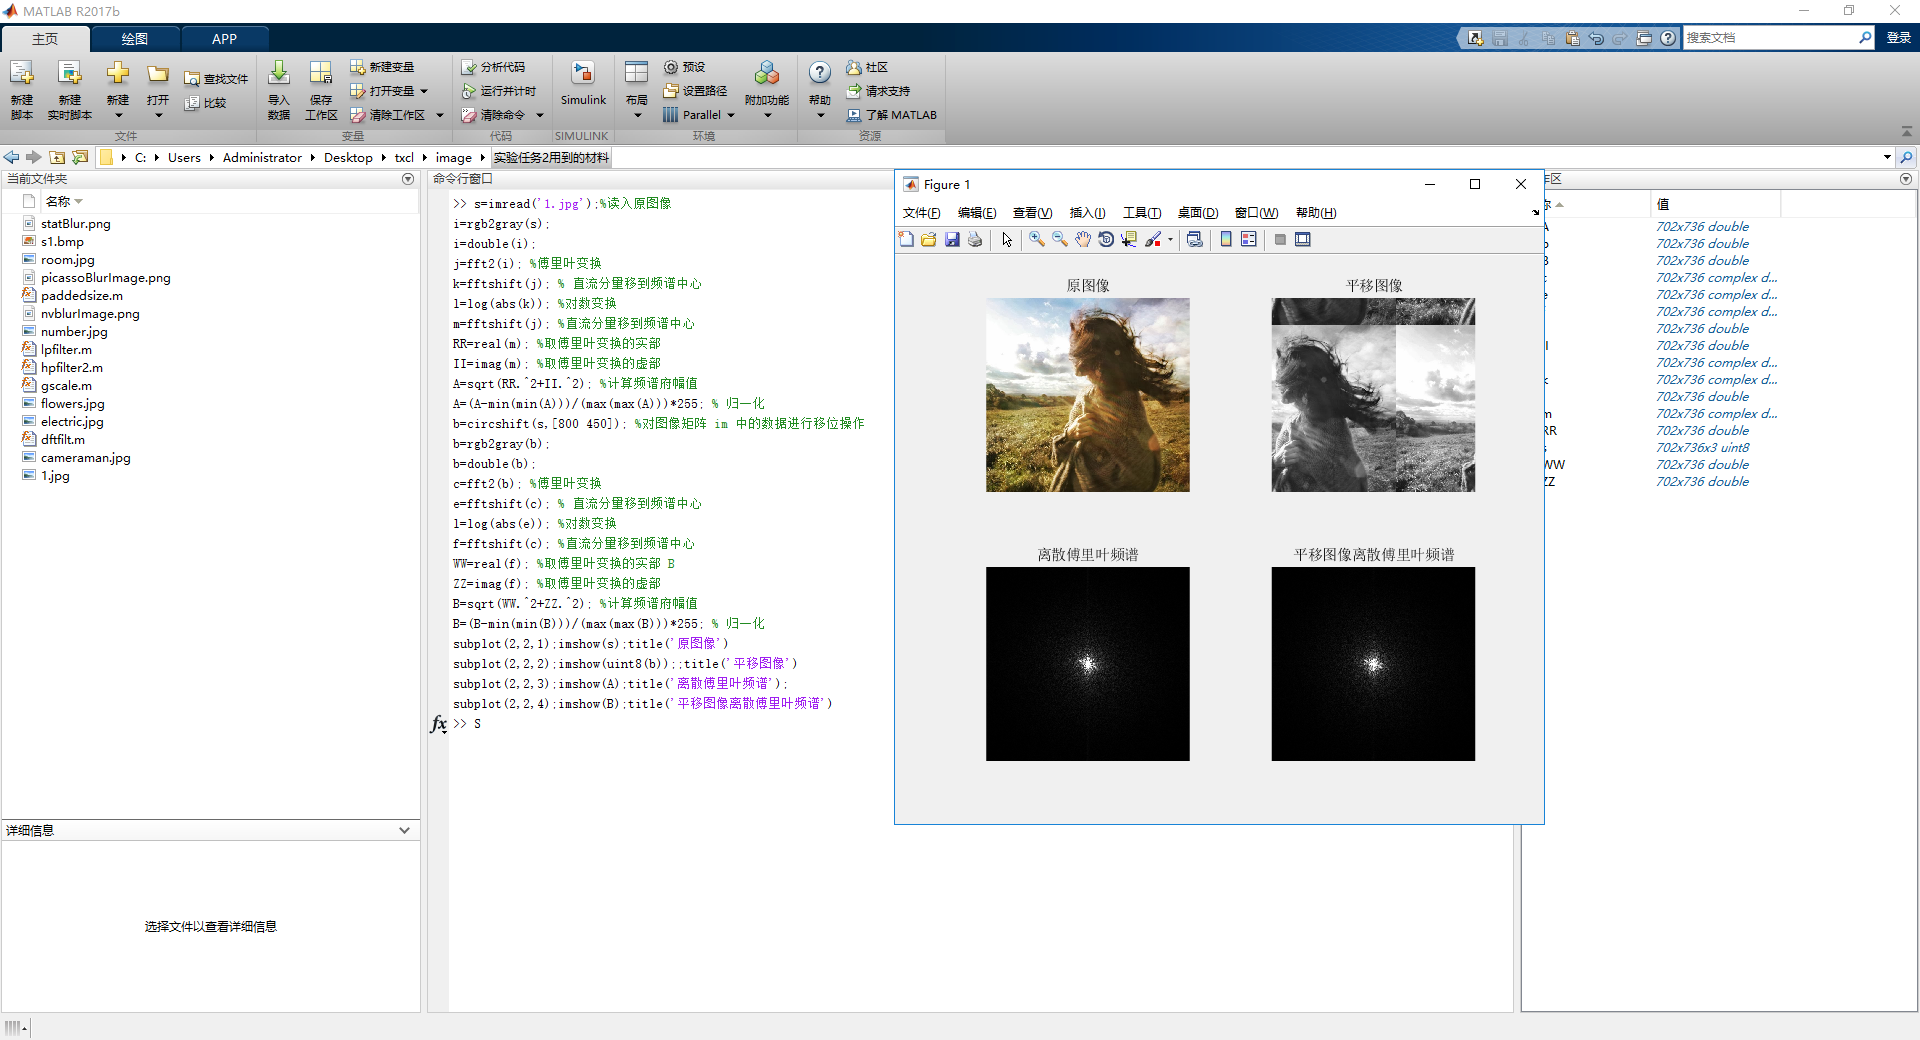 MATLAB R2017b
主页
绘图
APP
搜索文档
登录
新建
脚本
新建
实时脚本
新建
打开
查找文件
比较
文件
导入
数据
保存
工作区
新建变量
打开变量
清除工作区
变量
分析代码
运行并计时
清除命令
代码
Simulink
SIMULINK
布局
预设
设置路径
Parallel
附加功能
环境
帮助
社区
请求支持
了解 MATLAB
资源
C: Users Administrator Desktop txcl image 实验任务2用到的材料
当前文件夹
名称
statBlur.png
s1.bmp
room.jpg
picassoBlurImage.png
paddedsize.m
nvblurImage.png
number.jpg
lpfilter.m
hpfilter2.m
gscale.m
flowers.jpg
electric.jpg
dftfilt.m
cameraman.jpg
1.jpg
详细信息
选择文件以查看详细信息
命令行窗口
>> s=imread('1.jpg');%读入原图像
i=rgb2gray(s);
i=double(i);
j=fft2(i); %傅里叶变换
k=fftshift(j); % 直流分量移到频谱中心
l=log(abs(k)); %对数变换
m=fftshift(j); %直流分量移到频谱中心
RR=real(m); %取傅里叶变换的实部
II=imag(m); %取傅里叶变换的虚部
A=sqrt(RR.^2+II.^2); %计算频谱府幅值
A=(A-min(min(A)))/(max(max(A)))*255; % 归一化
b=circshift(s,[800 450]); %对图像矩阵 im 中的数据进行移位操作
b=rgb2gray(b);
b=double(b);
c=fft2(b); %傅里叶变换
e=fftshift(c); % 直流分量移到频谱中心
l=log(abs(e)); %对数变换
f=fftshift(c); %直流分量移到频谱中心
WW=real(f); %取傅里叶变换的实部 B
ZZ=imag(f); %取傅里叶变换的虚部
B=sqrt(WW.^2+ZZ.^2); %计算频谱府幅值
B=(B-min(min(B)))/(max(max(B)))*255; % 归一化
subplot(2,2,1);imshow(s);title('原图像')
subplot(2,2,2);imshow(uint8(b));;title('平移图像')
subplot(2,2,3);imshow(A);title('离散傅里叶频谱');
subplot(2,2,4);imshow(B);title('平移图像离散傅里叶频谱')
fx >> S
Figure 1
文件(F) 编辑(E) 查看(V) 插入(I) 工具(T) 桌面(D) 窗口(W) 帮助(H)
原图像
平移图像
离散傅里叶频谱
平移图像离散傅里叶频谱
区
值
702x736 double
702x736 double
702x736 double
702x736 complex d...
702x736 complex d...
702x736 complex d...
702x736 double
702x736 double
702x736 complex d...
702x736 complex d...
702x736 double
m 702x736 complex d...
RR 702x736 double
702x736x3 uint8
WW 702x736 double
ZZ 702x736 double